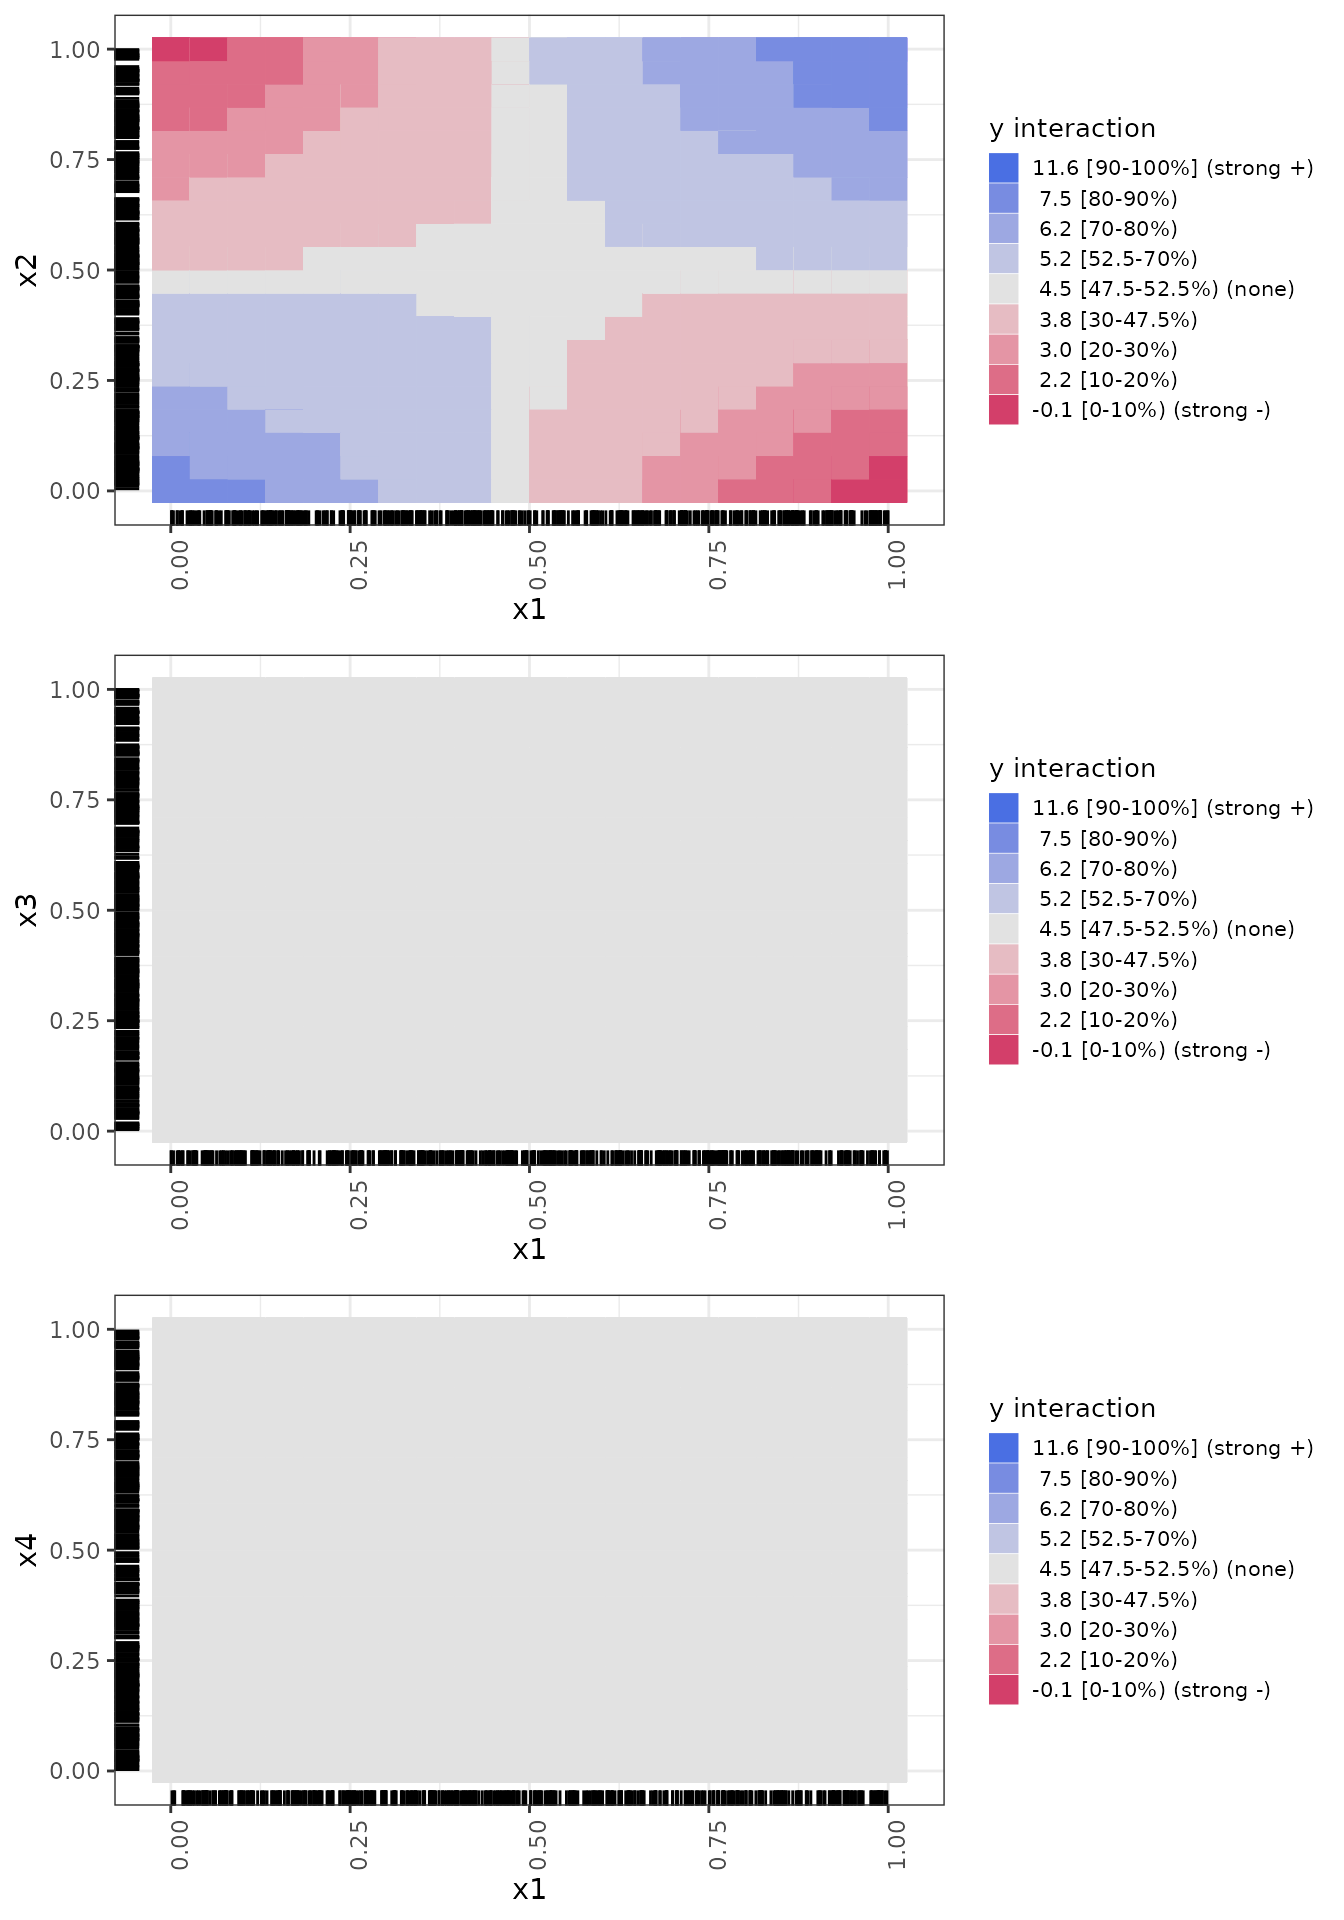 y interaction
11.6 [90-100%] (strong +)
7.5 [80-90%)
6.2 [70-80%)
5.2 [52.5-70%)
4.5 [47.5-52.5%) (none)
3.8 [30-47.5%)
3.0 [20-30%)
2.2 [10-20%)
-0.1 [0-10%) (strong -)
1.00
0.75
0.50
0.25
0.00
x2
0.00
0.25
0.50
0.75
1.00
x1
y interaction
11.6 [90-100%] (strong +)
7.5 [80-90%)
6.2 [70-80%)
5.2 [52.5-70%)
4.5 [47.5-52.5%) (none)
3.8 [30-47.5%)
3.0 [20-30%)
2.2 [10-20%)
-0.1 [0-10%) (strong -)
1.00
0.75
0.50
0.25
0.00
x3
0.00
0.25
0.50
0.75
1.00
x1
y interaction
11.6 [90-100%] (strong +)
7.5 [80-90%)
6.2 [70-80%)
5.2 [52.5-70%)
4.5 [47.5-52.5%) (none)
3.8 [30-47.5%)
3.0 [20-30%)
2.2 [10-20%)
-0.1 [0-10%) (strong -)
1.00
0.75
0.50
0.25
0.00
x4
0.00
0.25
0.50
0.75
1.00
x1